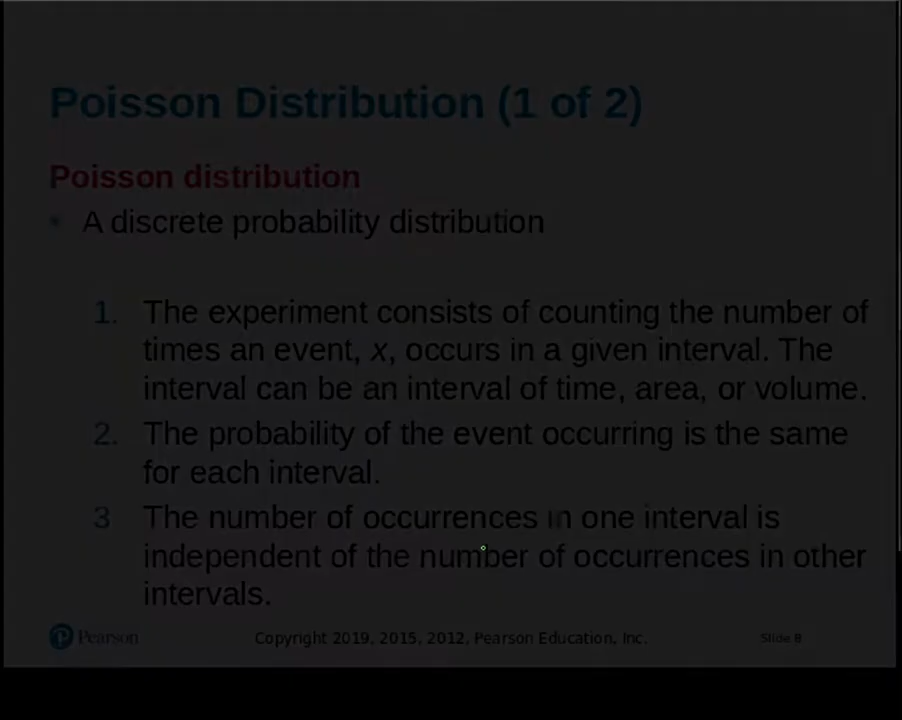 Poisson Distribution (1 of 2)
Poisson distribution
• A discrete probability distribution
1. The experiment consists of counting the number of
times an event, x, occurs in a given interval. The
interval can be an interval of time, area, or volume.
2. The probability of the event occurring is the same
for each interval.
3 The number of occurrences in one interval is
independent of the number of occurrences in other
intervals.
Pearson
Copyright 2019, 2015, 2012, Pearson Education, Inc.
Slide 8